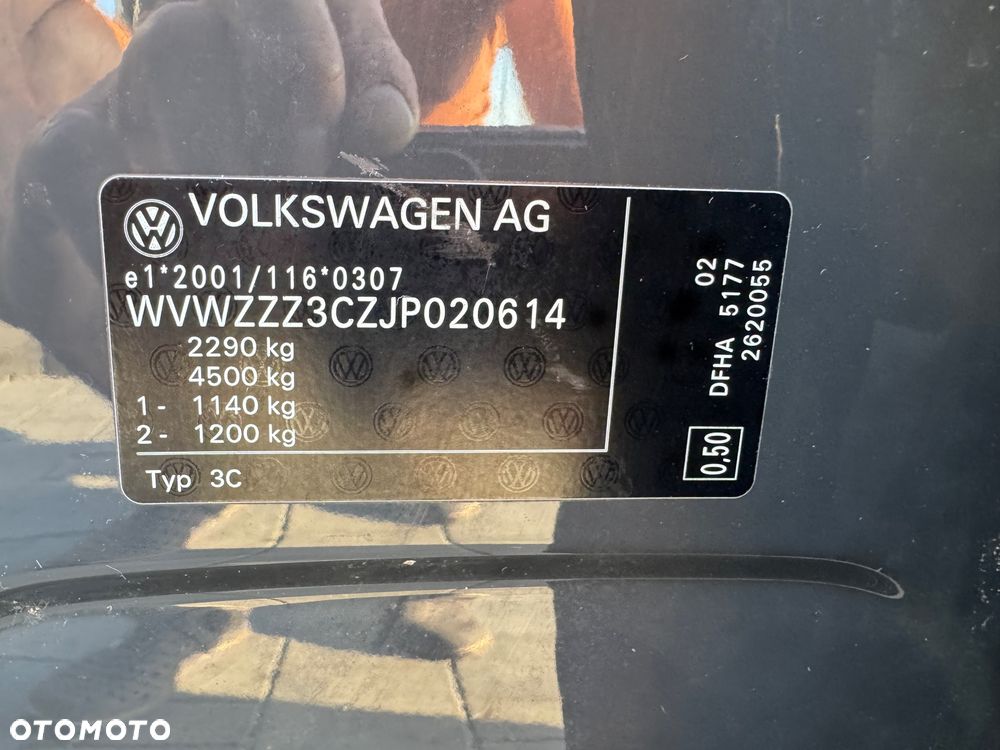 VOLKSWAGEN AG
e1*2001/116*0307
WVWZZZ3CZJP020614
2290 kg
4500 kg
1- 1140 kg
2- 1200 kg
Typ 3C
02
DFHA 5177
2620055
0,50
OTOMOTO